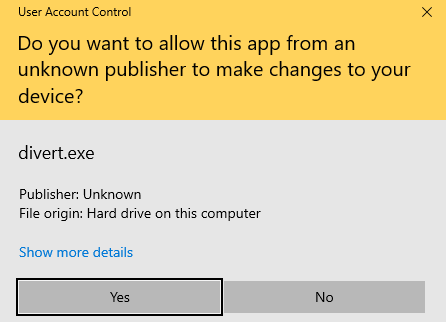 User Account Control
Do you want to allow this app from an
unknown publisher to make changes to your
device?
divert.exe
Publisher: Unknown
File origin: Hard drive on this computer
Show more details
Yes
No